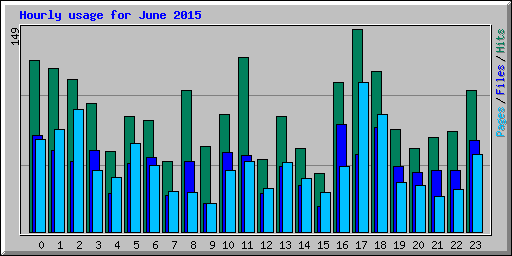 Hourly usage for June 2015
149
Pages/Files/Hits
0 1 2 3 4 5 6 7 8 9 10 11 12 13 14 15 16 17 18 19 20 21 22 23